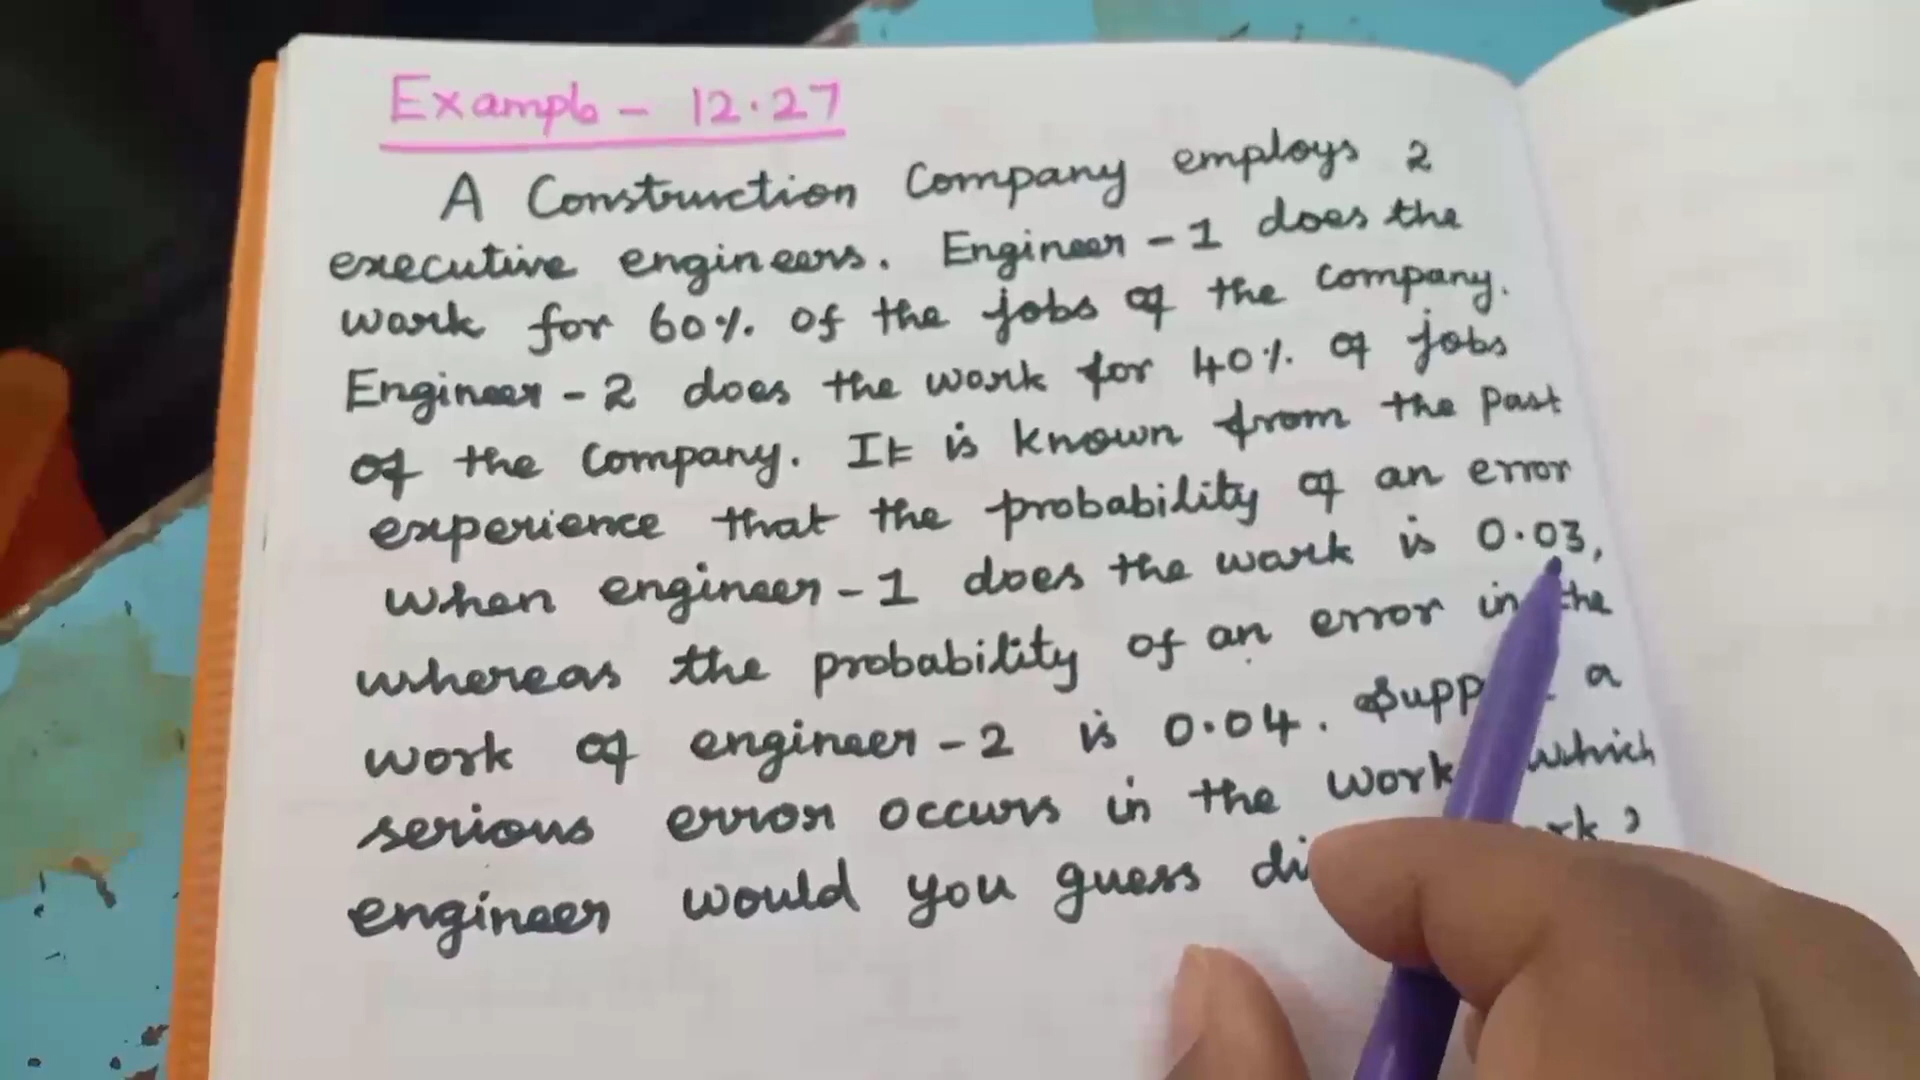 Example - 12.27
A Construction Company employs 2
executive engineers. Engineer - 1 does the
work for 60% of the jobs of the company.
Engineer - 2 does the work for 40% of jobs
of the company. It is known from the past
experience that the probability of an error
when engineer - 1 does the work is 0.03,
whereas the probability of an error in the
work of engineer - 2 is 0.04. a
serious error occurs in the work which
engineer would you guess